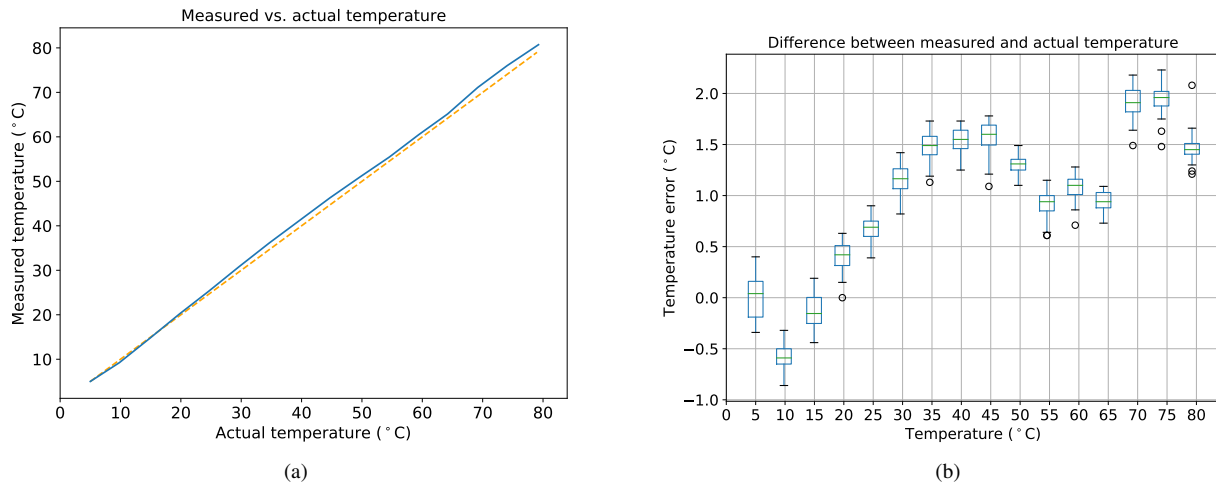 Measured vs. actual temperature
80
70
60
50
40
30
20
10
Measured temperature (°C)
0 10 20 30 40 50 60 70 80
Actual temperature (°C)
(a)
Difference between measured and actual temperature
2.0
1.5
1.0
0.5
0.0
−0.5
−1.0
Temperature error (°C)
0 5 10 15 20 25 30 35 40 45 50 55 60 65 70 75 80
Temperature (°C)
(b)